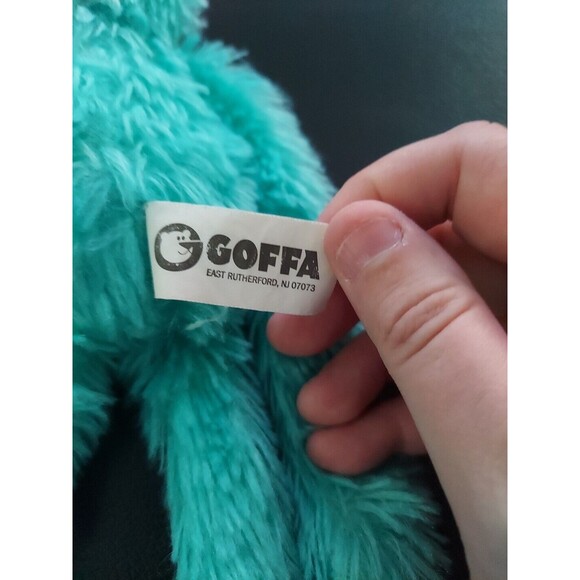 GOFFA
EAST RUTHERFORD, NJ 07073